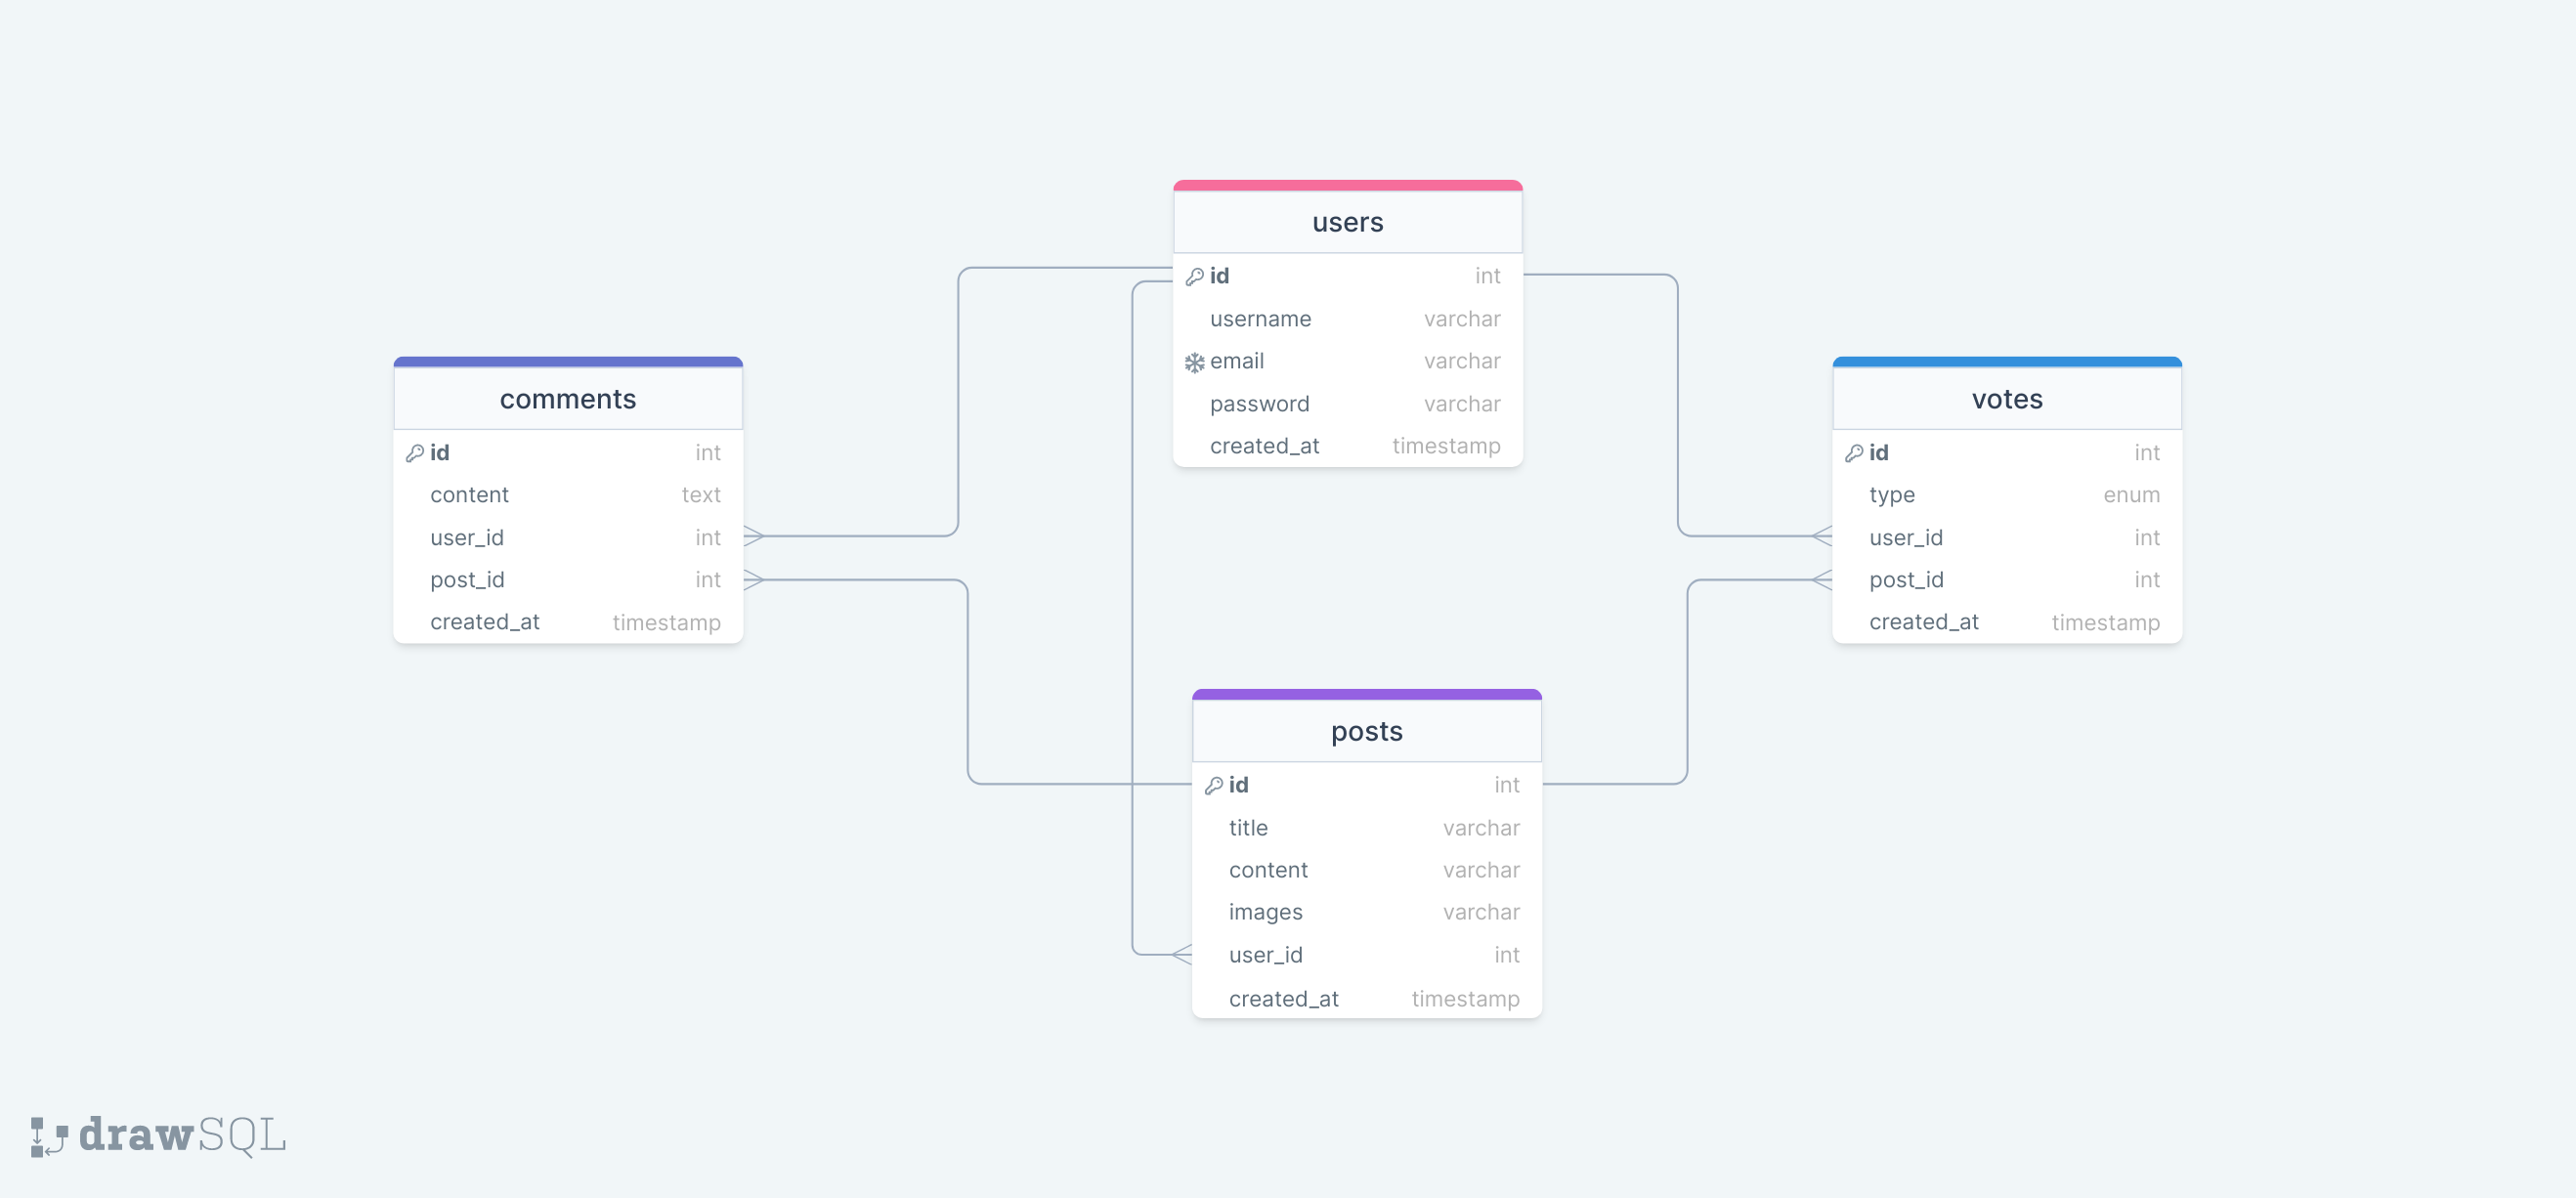 users
id int
username varchar
email varchar
password varchar
created_at timestamp
comments
id int
content text
user_id int
post_id int
created_at timestamp
votes
id int
type enum
user_id int
post_id int
created_at timestamp
posts
id int
title varchar
content varchar
images varchar
user_id int
created_at timestamp
drawSQL